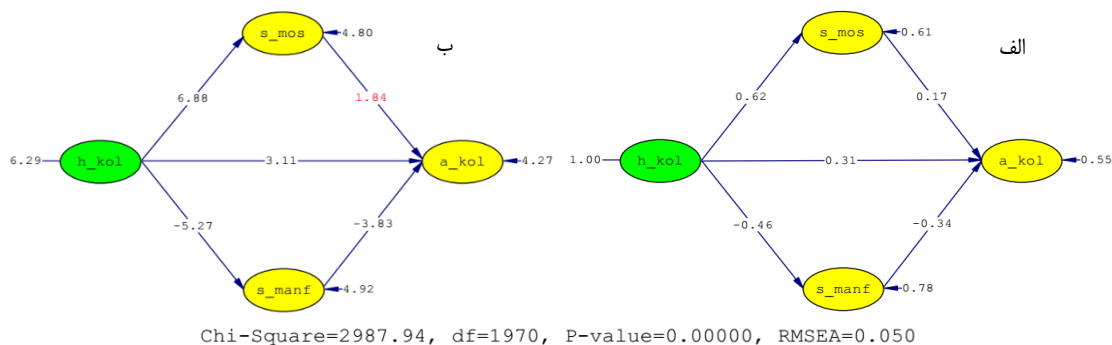 s_mos
4.80
ب
6.88
1.84
6.29
h_kol
3.11
a_kol
4.27
-5.27
-3.83
s_manf
4.92
s_mos
0.61
الف
0.62
0.17
1.00
h_kol
0.31
a_kol
0.55
-0.46
-0.34
s_manf
0.78
Chi-Square=2987.94, df=1970, P-value=0.00000, RMSEA=0.050